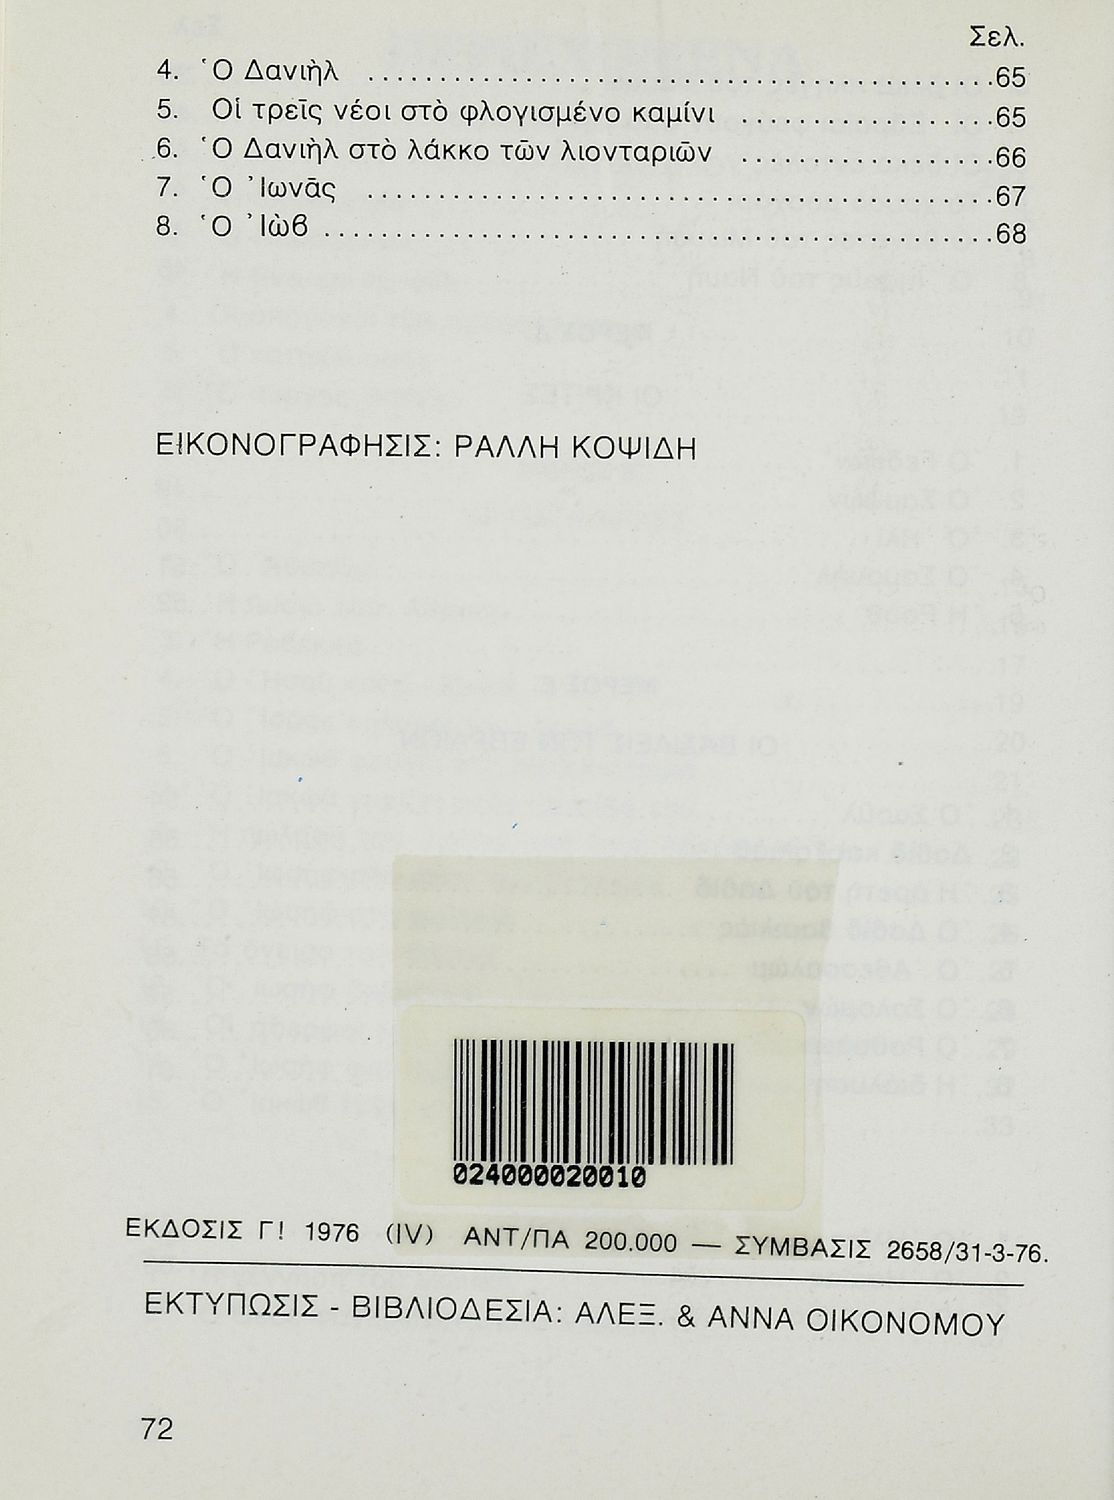 Σελ.
4. Ὁ Δανιὴλ ........................................... 65
5. Οἱ τρεῖς νέοι στὸ φλογισμένο καμίνι .................. 65
6. Ὁ Δανιὴλ στὸ λάκκο τῶν λιονταριῶν .................. 66
7. Ὁ Ἰωνᾶς ........................................... 67
8. Ὁ Ἰὼβ .............................................. 68
ΕΙΚΟΝΟΓΡΑΦΗΣΙΣ: ΡΑΛΛΗ ΚΟΨΙΔΗ
024000020010
ΕΚΔΟΣΙΣ Γ! 1976 (IV) ΑΝΤ/ΠΑ 200.000 — ΣΥΜΒΑΣΙΣ 2658/31-3-76.
ΕΚΤΥΠΩΣΙΣ - ΒΙΒΛΙΟΔΕΣΙΑ: ΑΛΕΞ. & ΑΝΝΑ ΟΙΚΟΝΟΜΟΥ
72